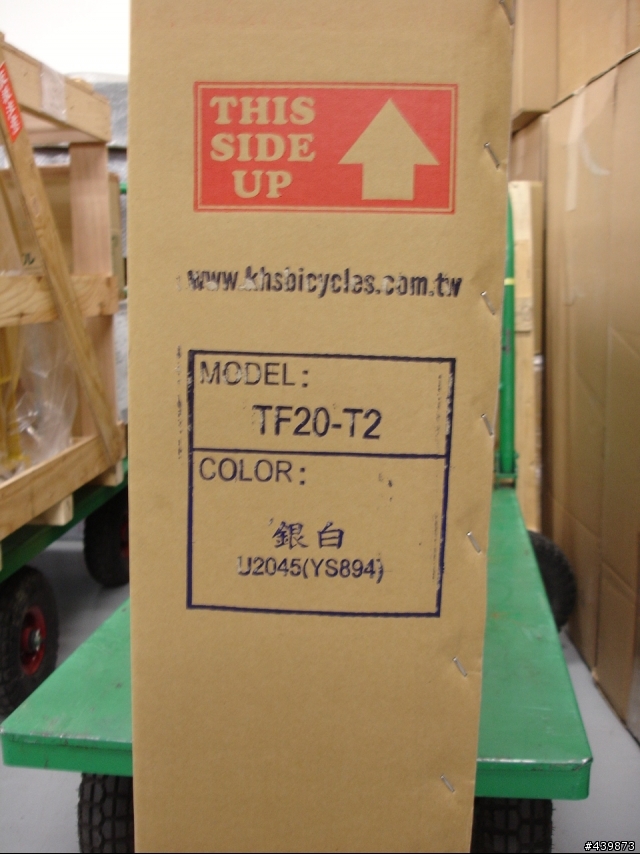 THIS
SIDE
UP
www.khsbicycles.com.tw
MODEL:
TF20-T2
COLOR:
銀白
U2045(YS894)
#439873